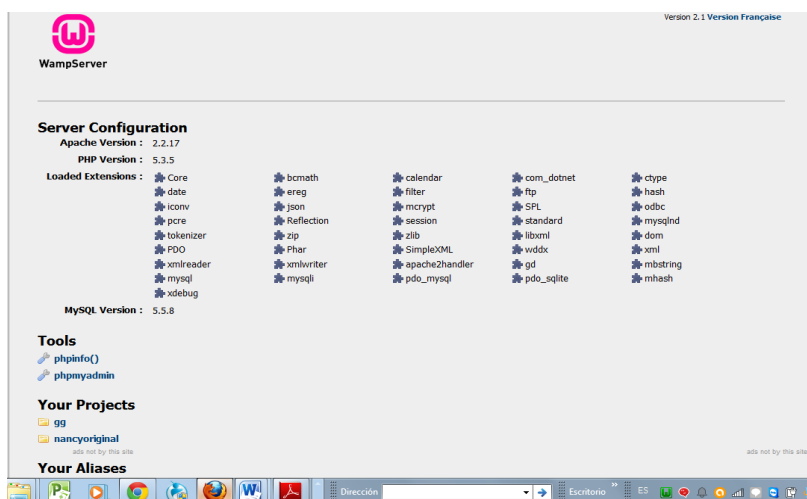 Version 2.1 Version Française
WampServer
Server Configuration
Apache Version : 2.2.17
PHP Version : 5.3.5
Loaded Extensions : Core bcmath calendar com_dotnet ctype
date ereg filter ftp hash
iconv json mcrypt SPL odbc
pcre Reflection session standard mysqlnd
tokenizer zip zlib libxml dom
PDO Phar SimpleXML wddx xml
xmlreader xmlwriter apache2handler gd mbstring
mysql mysqli pdo_mysql pdo_sqlite mhash
xdebug
MySQL Version : 5.5.8
Tools
phpinfo()
phpmyadmin
Your Projects
gg
nancyoriginal
ads not by this site ads not by this site
Your Aliases
Dirección Escritorio » ES